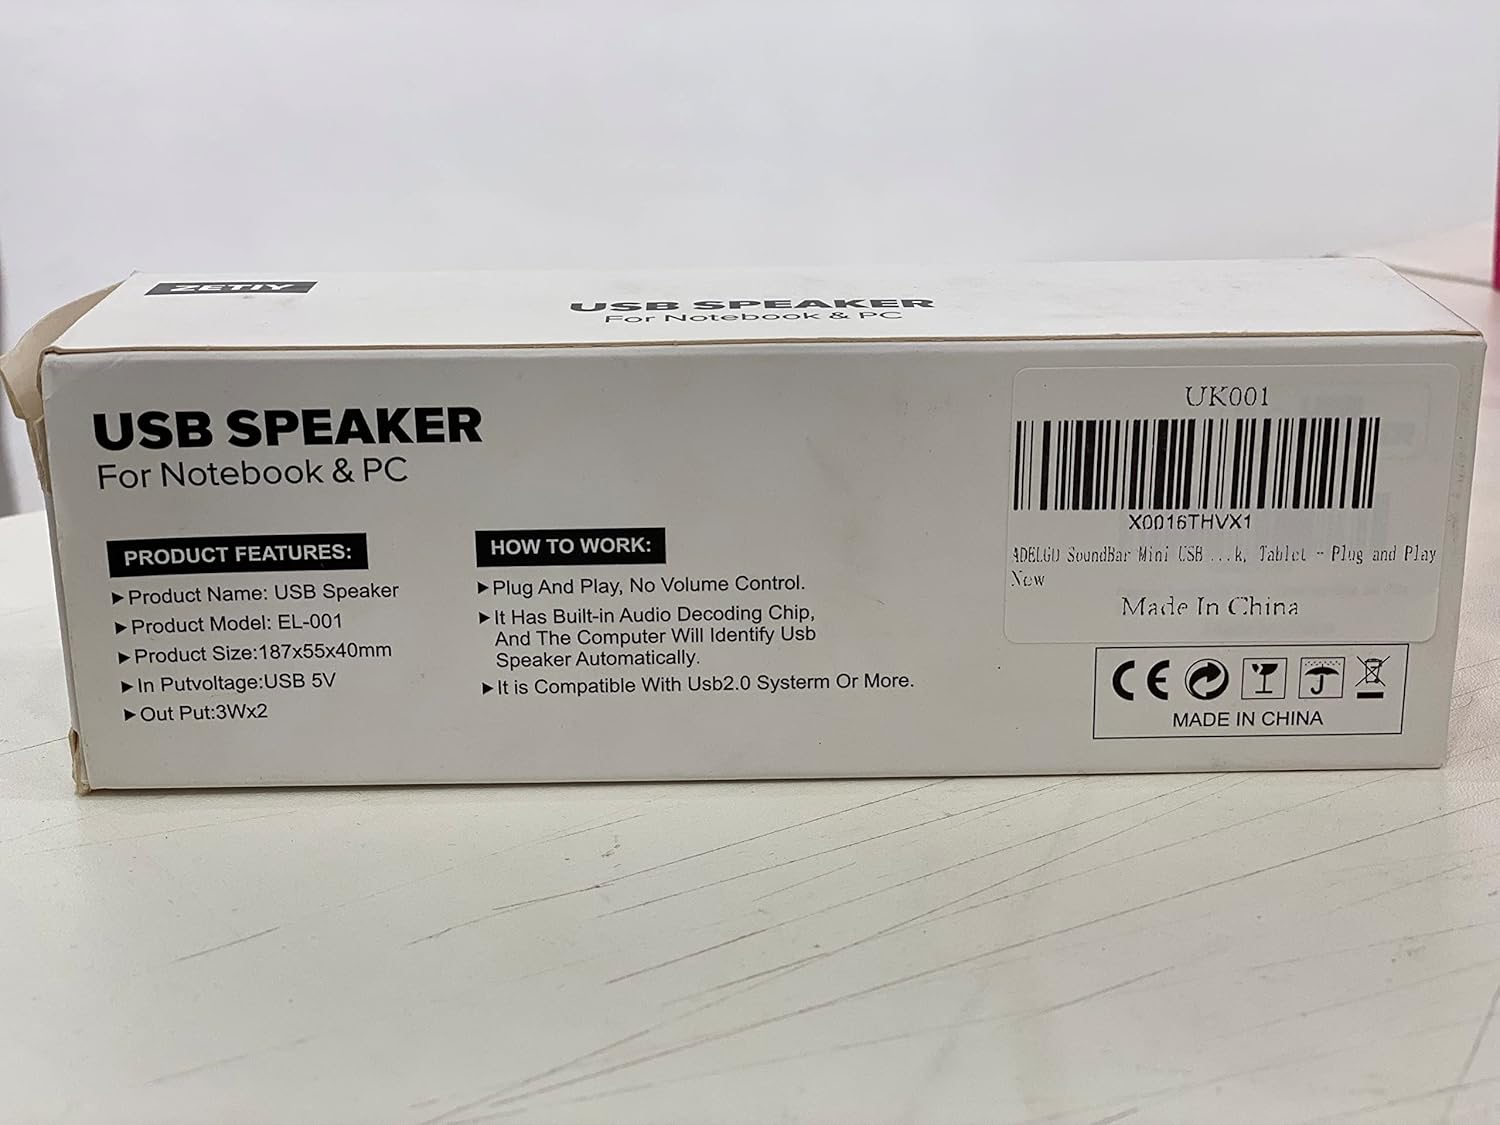 ZETIY
USB SPEAKER
For Notebook & PC
USB SPEAKER
For Notebook & PC
PRODUCT FEATURES:
▶Product Name: USB Speaker
▶Product Model: EL-001
▶Product Size:187x55x40mm
▶In Putvoltage:USB 5V
▶Out Put:3Wx2
HOW TO WORK:
▶Plug And Play, No Volume Control.
▶It Has Built-in Audio Decoding Chip,
And The Computer Will Identify Usb
Speaker Automatically.
▶It is Compatible With Usb2.0 Systerm Or More.
UK001
X0016THVX1
ADELGO SoundBar Mini USB ...k, Tablet - Plug and Play
New
Made In China
CE
MADE IN CHINA